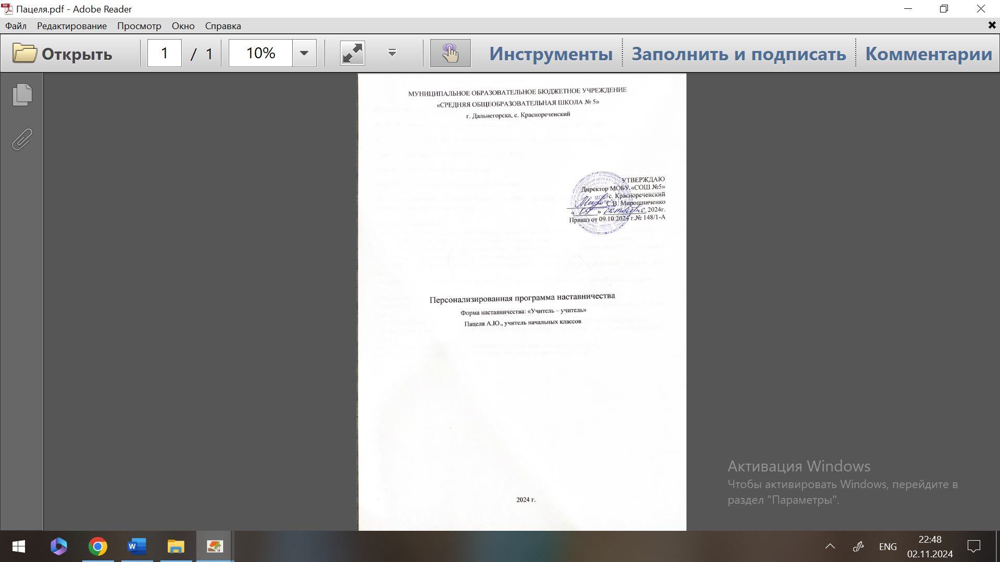 Пацеля.pdf - Adobe Reader
Файл Редактирование Просмотр Окно Справка
Открыть 1 / 1 10% Инструменты Заполнить и подписать Комментарии
МУНИЦИПАЛЬНОЕ ОБРАЗОВАТЕЛЬНОЕ БЮДЖЕТНОЕ УЧРЕЖДЕНИЕ
«СРЕДНЯЯ ОБЩЕОБРАЗОВАТЕЛЬНАЯ ШКОЛА № 5»
г. Дальнегорска, с. Краснореченский
УТВЕРЖДАЮ
Директор МОБУ «СОШ №5»
с. Краснореченский
С.В. Мирошниченко
« 09 » октября 2024г.
Приказ от 09.10.2024 г.№ 148/1-А
Персонализированная программа наставничества
Форма наставничества: «Учитель – учитель»
Пацеля А.Ю., учитель начальных классов
2024 г.
Активация Windows
Чтобы активировать Windows, перейдите в
раздел "Параметры".
ENG
22:48
02.11.2024